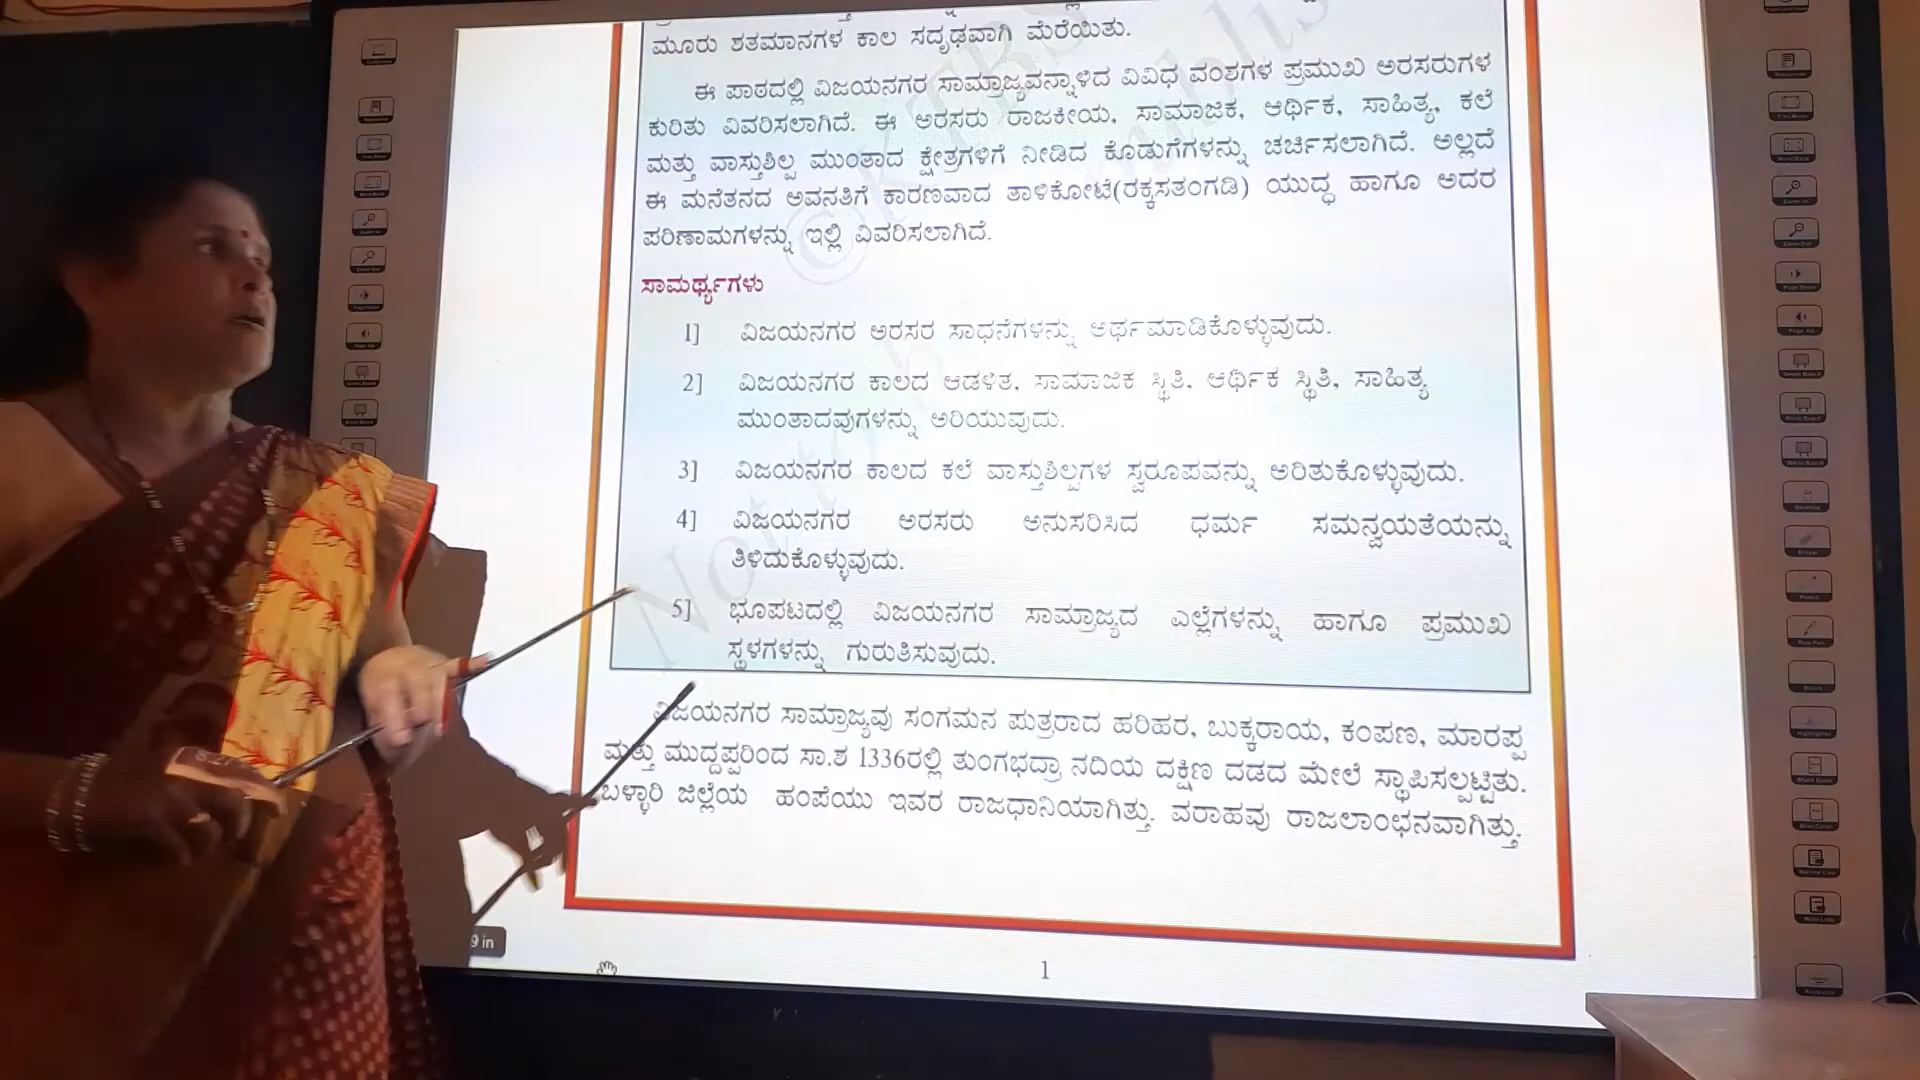 ಮೂರು ಶತಮಾನಗಳ ಕಾಲ ಸದೃಢವಾಗಿ ಮೆರೆಯಿತು.
ಈ ಪಾಠದಲ್ಲಿ ವಿಜಯನಗರ ಸಾಮ್ರಾಜ್ಯವನ್ನಾಳಿದ ವಿವಿಧ ವಂಶಗಳ ಪ್ರಮುಖ ಅರಸರುಗಳ
ಕುರಿತು ವಿವರಿಸಲಾಗಿದೆ. ಈ ಅರಸರು ರಾಜಕೀಯ, ಸಾಮಾಜಿಕ, ಆರ್ಥಿಕ, ಸಾಹಿತ್ಯ, ಕಲೆ
ಮತ್ತು ವಾಸ್ತುಶಿಲ್ಪ ಮುಂತಾದ ಕ್ಷೇತ್ರಗಳಿಗೆ ನೀಡಿದ ಕೊಡುಗೆಗಳನ್ನು ಚರ್ಚಿಸಲಾಗಿದೆ. ಅಲ್ಲದೆ
ಈ ಮನೆತನದ ಅವನತಿಗೆ ಕಾರಣವಾದ ತಾಳಿಕೋಟೆ(ರಕ್ಕಸತಂಗಡಿ) ಯುದ್ಧ ಹಾಗೂ ಅದರ
ಪರಿಣಾಮಗಳನ್ನು ಇಲ್ಲಿ ವಿವರಿಸಲಾಗಿದೆ.
ಸಾಮರ್ಥ್ಯಗಳು
1] ವಿಜಯನಗರ ಅರಸರ ಸಾಧನೆಗಳನ್ನು ಅರ್ಥಮಾಡಿಕೊಳ್ಳುವುದು.
2] ವಿಜಯನಗರ ಕಾಲದ ಆಡಳಿತ, ಸಾಮಾಜಿಕ ಸ್ಥಿತಿ, ಆರ್ಥಿಕ ಸ್ಥಿತಿ, ಸಾಹಿತ್ಯ
ಮುಂತಾದವುಗಳನ್ನು ಅರಿಯುವುದು.
3] ವಿಜಯನಗರ ಕಾಲದ ಕಲೆ ವಾಸ್ತುಶಿಲ್ಪಗಳ ಸ್ವರೂಪವನ್ನು ಅರಿತುಕೊಳ್ಳುವುದು.
4] ವಿಜಯನಗರ ಅರಸರು ಅನುಸರಿಸಿದ ಧರ್ಮ ಸಮನ್ವಯತೆಯನ್ನು
ತಿಳಿದುಕೊಳ್ಳುವುದು.
5] ಭೂಪಟದಲ್ಲಿ ವಿಜಯನಗರ ಸಾಮ್ರಾಜ್ಯದ ಎಲ್ಲೆಗಳನ್ನು ಹಾಗೂ ಪ್ರಮುಖ
ಸ್ಥಳಗಳನ್ನು ಗುರುತಿಸುವುದು.
ವಿಜಯನಗರ ಸಾಮ್ರಾಜ್ಯವು ಸಂಗಮನ ಪುತ್ರರಾದ ಹರಿಹರ, ಬುಕ್ಕರಾಯ, ಕಂಪಣ, ಮಾರಪ್ಪ
ಮತ್ತು ಮುದ್ದಪ್ಪರಿಂದ ಸಾ.ಶ 1336ರಲ್ಲಿ ತುಂಗಭದ್ರಾ ನದಿಯ ದಕ್ಷಿಣ ದಡದ ಮೇಲೆ ಸ್ಥಾಪಿಸಲ್ಪಟ್ಟಿತು.
ಬಳ್ಳಾರಿ ಜಿಲ್ಲೆಯ ಹಂಪೆಯು ಇವರ ರಾಜಧಾನಿಯಾಗಿತ್ತು. ವರಾಹವು ರಾಜಲಾಂಛನವಾಗಿತ್ತು.
9 in
1